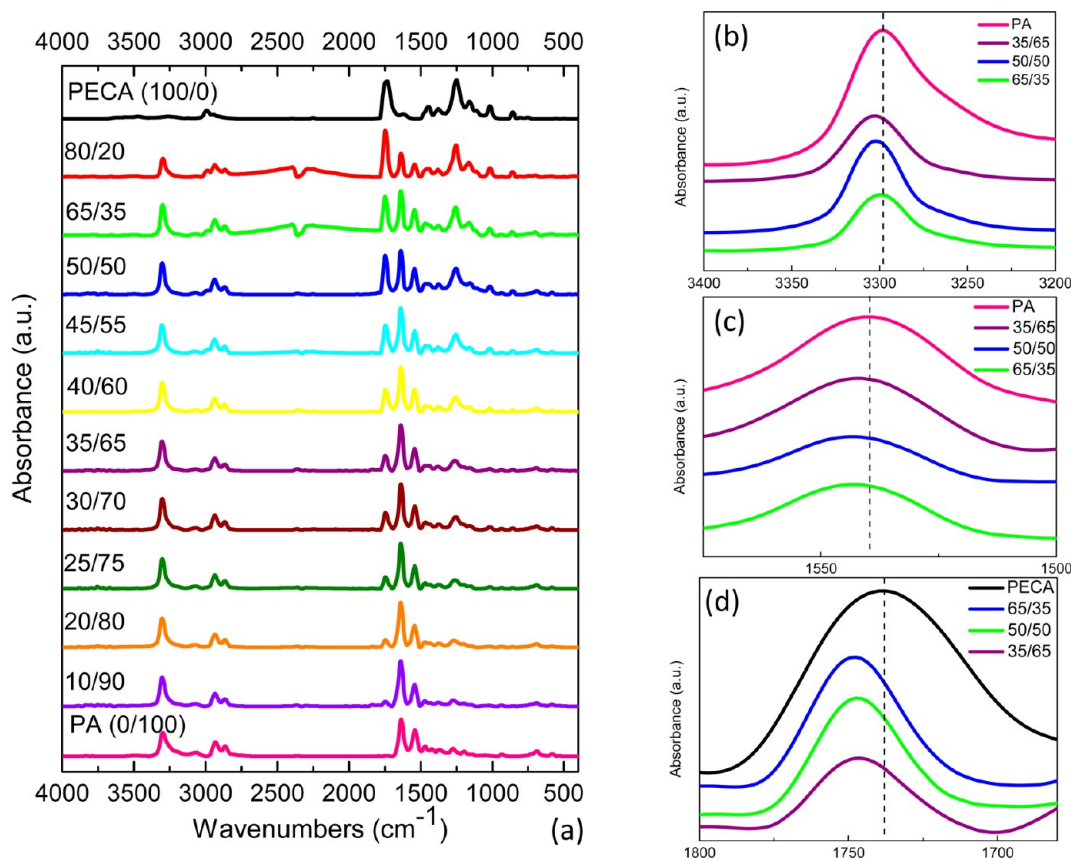 4000 3500 3000 2500 2000 1500 1000 500
PECA (100/0)
80/20
65/35
50/50
45/55
40/60
35/65
30/70
25/75
20/80
10/90
PA (0/100)
Absorbance (a.u.)
4000 3500 3000 2500 2000 1500 1000 500
Wavenumbers (cm⁻¹)
(a)
(b)
PA
35/65
50/50
65/35
Absorbance (a.u.)
3400 3350 3300 3250 3200
(c)
PA
35/65
50/50
65/35
Absorbance (a.u.)
1540 1500
(d)
PECA
65/35
50/50
35/65
Absorbance (a.u.)
1800 1750 1700